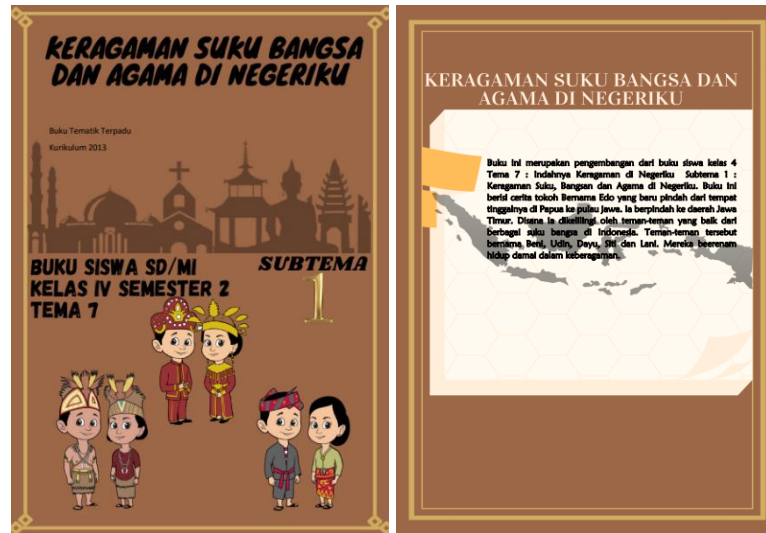 KERAGAMAN SUKU BANGSA
DAN AGAMA DI NEGERIKU
Buku Tematik Terpadu
Kurikulum 2013
BUKU SISWA SD/MI
KELAS IV SEMESTER 2
TEMA 7
SUBTEMA
1
KERAGAMAN SUKU BANGSA DAN
AGAMA DI NEGERIKU
Buku ini merupakan pengembangan dari buku siswa kelas 4
Tema 7 : Indahnya Keragaman di Negeriku Subtema 1 :
Keragaman Suku, Bangsan dan Agama di Negeriku. Buku ini
berisi cerita tokoh Bernama Edo yang baru pindah dari tempat
tinggalnya di Papua ke pulau Jawa. Ia berpindah ke daerah Jawa
Timur. Disana ia dikelilingi oleh teman-teman yang baik dari
berbagai suku bangsa di Indonesia. Teman-teman tersebut
bernama Beni, Udin, Dayu, Siti dan Lani. Mereka beerenam
hidup damai dalam keberagaman.